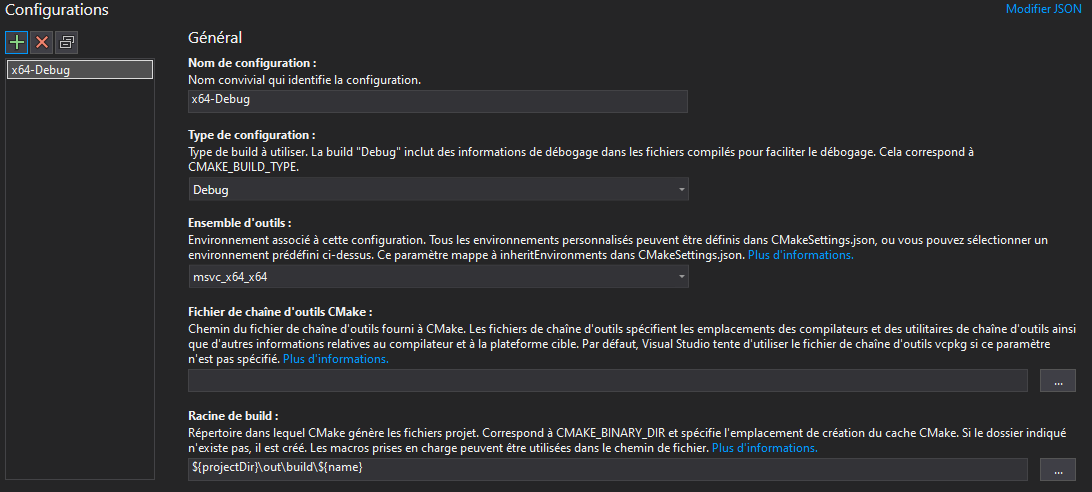 Configurations
Modifier JSON
x64-Debug
Général
Nom de configuration :
Nom convivial qui identifie la configuration.
x64-Debug
Type de configuration :
Type de build à utiliser. La build "Debug" inclut des informations de débogage dans les fichiers compilés pour faciliter le débogage. Cela correspond à
CMAKE_BUILD_TYPE.
Debug
Ensemble d'outils :
Environnement associé à cette configuration. Tous les environnements personnalisés peuvent être définis dans CMakeSettings.json, ou vous pouvez sélectionner un
environnement prédéfini ci-dessus. Ce paramètre mappe à inheritEnvironments dans CMakeSettings.json. Plus d'informations.
msvc_x64_x64
Fichier de chaîne d'outils CMake :
Chemin du fichier de chaîne d'outils fourni à CMake. Les fichiers de chaîne d'outils spécifient les emplacements des compilateurs et des utilitaires de chaîne d'outils ainsi
que d'autres informations relatives au compilateur et à la plateforme cible. Par défaut, Visual Studio tente d'utiliser le fichier de chaîne d'outils vcpkg si ce paramètre
n'est pas spécifié. Plus d'informations.
...
Racine de build :
Répertoire dans lequel CMake génère les fichiers projet. Correspond à CMAKE_BINARY_DIR et spécifie l'emplacement de création du cache CMake. Si le dossier indiqué
n'existe pas, il est créé. Les macros prises en charge peuvent être utilisées dans le chemin de fichier. Plus d'informations.
${projectDir}\out\build\${name}
...